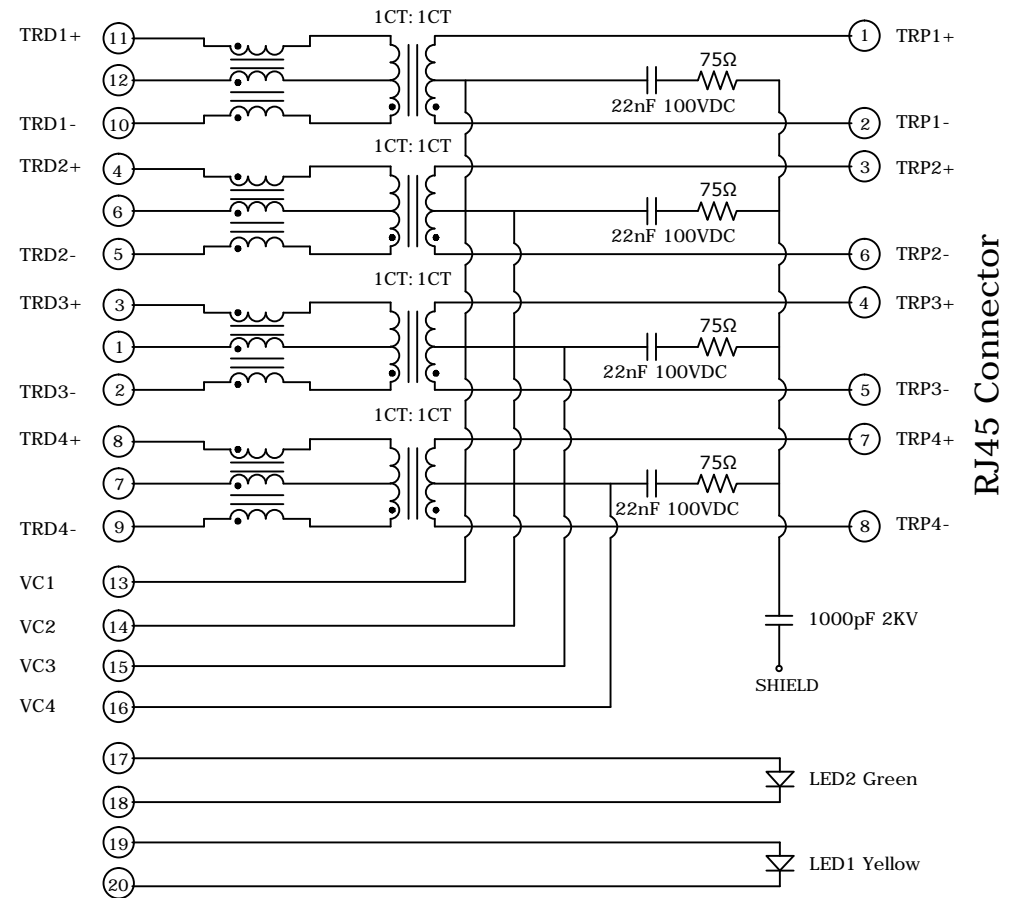 1CT:1CT
TRD1+ 11 1 TRP1+
75Ω
12
22nF 100VDC
TRD1- 10 2 TRP1-
1CT:1CT
TRD2+ 4 3 TRP2+
75Ω
6
22nF 100VDC
TRD2- 5 6 TRP2-
1CT:1CT
TRD3+ 3 4 TRP3+
75Ω
1
22nF 100VDC
TRD3- 2 5 TRP3-
1CT:1CT
TRD4+ 8 7 TRP4+
75Ω
7
22nF 100VDC
TRD4- 9 8 TRP4-
RJ45 Connector
VC1 13
VC2 14
1000pF 2KV
VC3 15
SHIELD
VC4 16
17
LED2 Green
18
19
LED1 Yellow
20